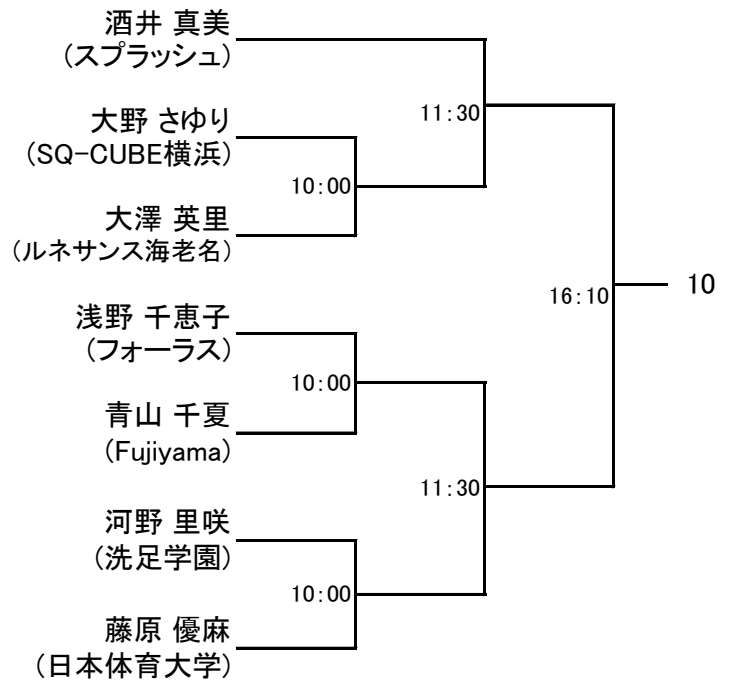 酒井 真美
(スプラッシュ)
11:30
大野 さゆり
(SQ-CUBE横浜)
10:00
大澤 英里
(ルネサンス海老名)
16:10
10
浅野 千恵子
(フォーラス)
10:00
青山 千夏
(Fujiyama)
11:30
河野 里咲
(洗足学園)
10:00
藤原 優麻
(日本体育大学)